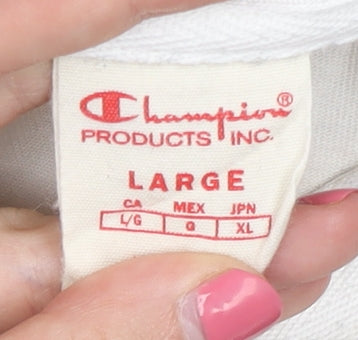 Champion®
PRODUCTS INC.
LARGE
CA MEX JPN
L/G G XL